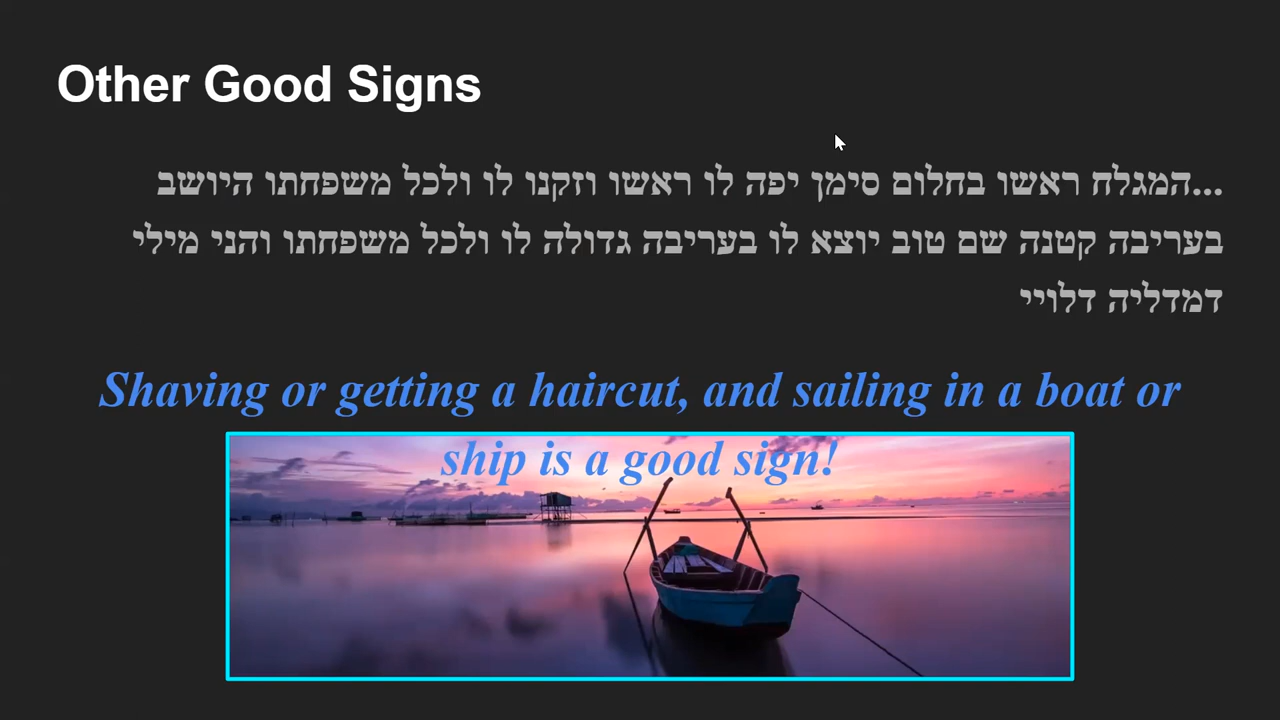 Other Good Signs
...המגלח ראשו בחלום סימן יפה לו ראשו וזקנו לו ולכל משפחתו היושב
בעריבה קטנה שם טוב יוצא לו בעריבה גדולה לו ולכל משפחתו והני מילי
דמדליה דלויי
Shaving or getting a haircut, and sailing in a boat or
ship is a good sign!